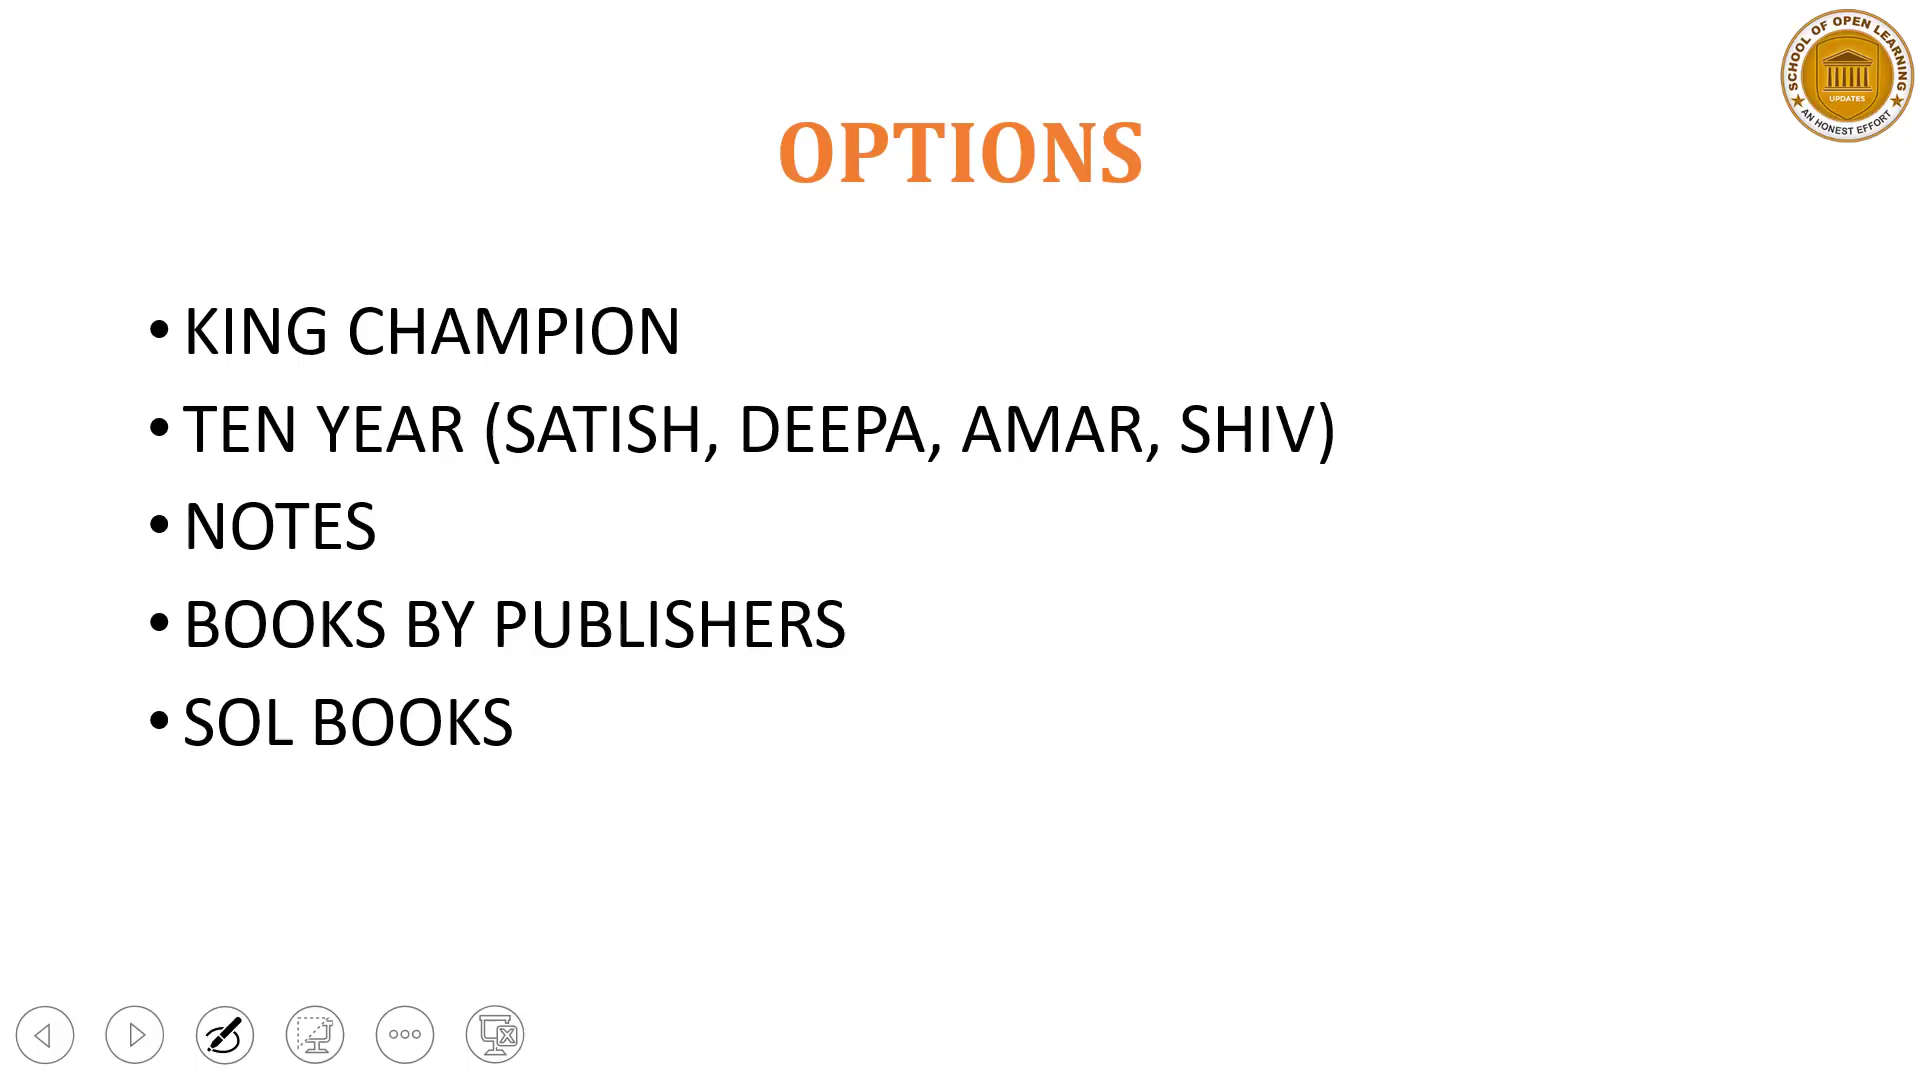 SCHOOL OF OPEN LEARNING
UPDATES
AN HONEST EFFORT
OPTIONS
• KING CHAMPION
• TEN YEAR (SATISH, DEEPA, AMAR, SHIV)
• NOTES
• BOOKS BY PUBLISHERS
• SOL BOOKS